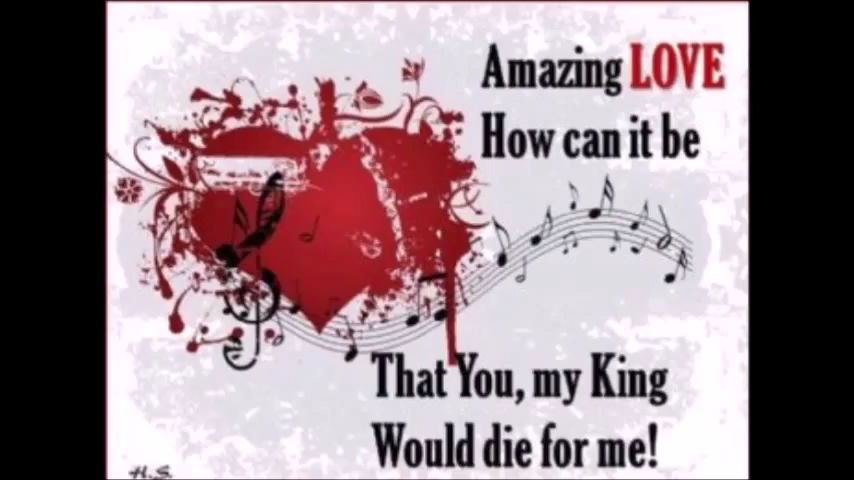 Amazing LOVE
How can it be
That You, my King
Would die for me!
H.S.